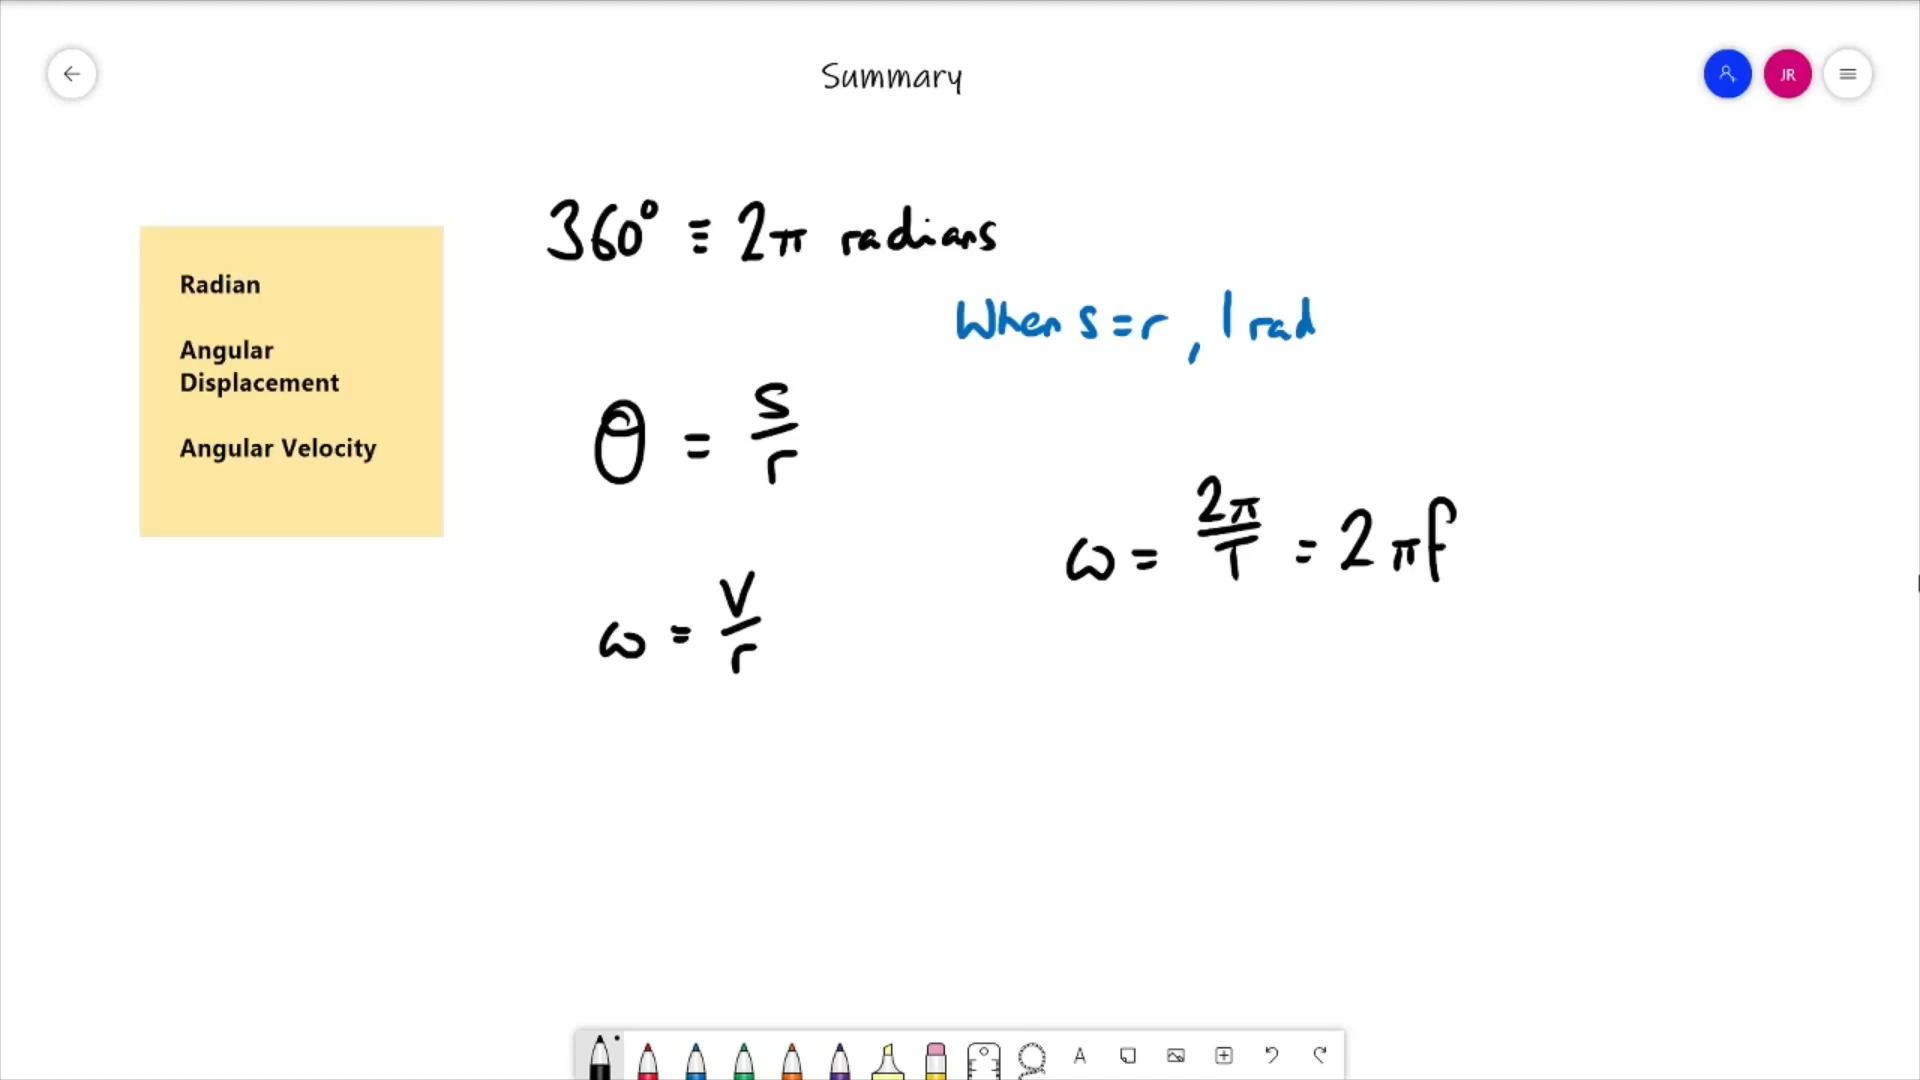 Summary
JR
Radian
Angular
Displacement
Angular Velocity
360° ≡ 2π radians
When s = r, 1 rad
θ = s/r
ω = 2π/T = 2πf
ω = v/r
A